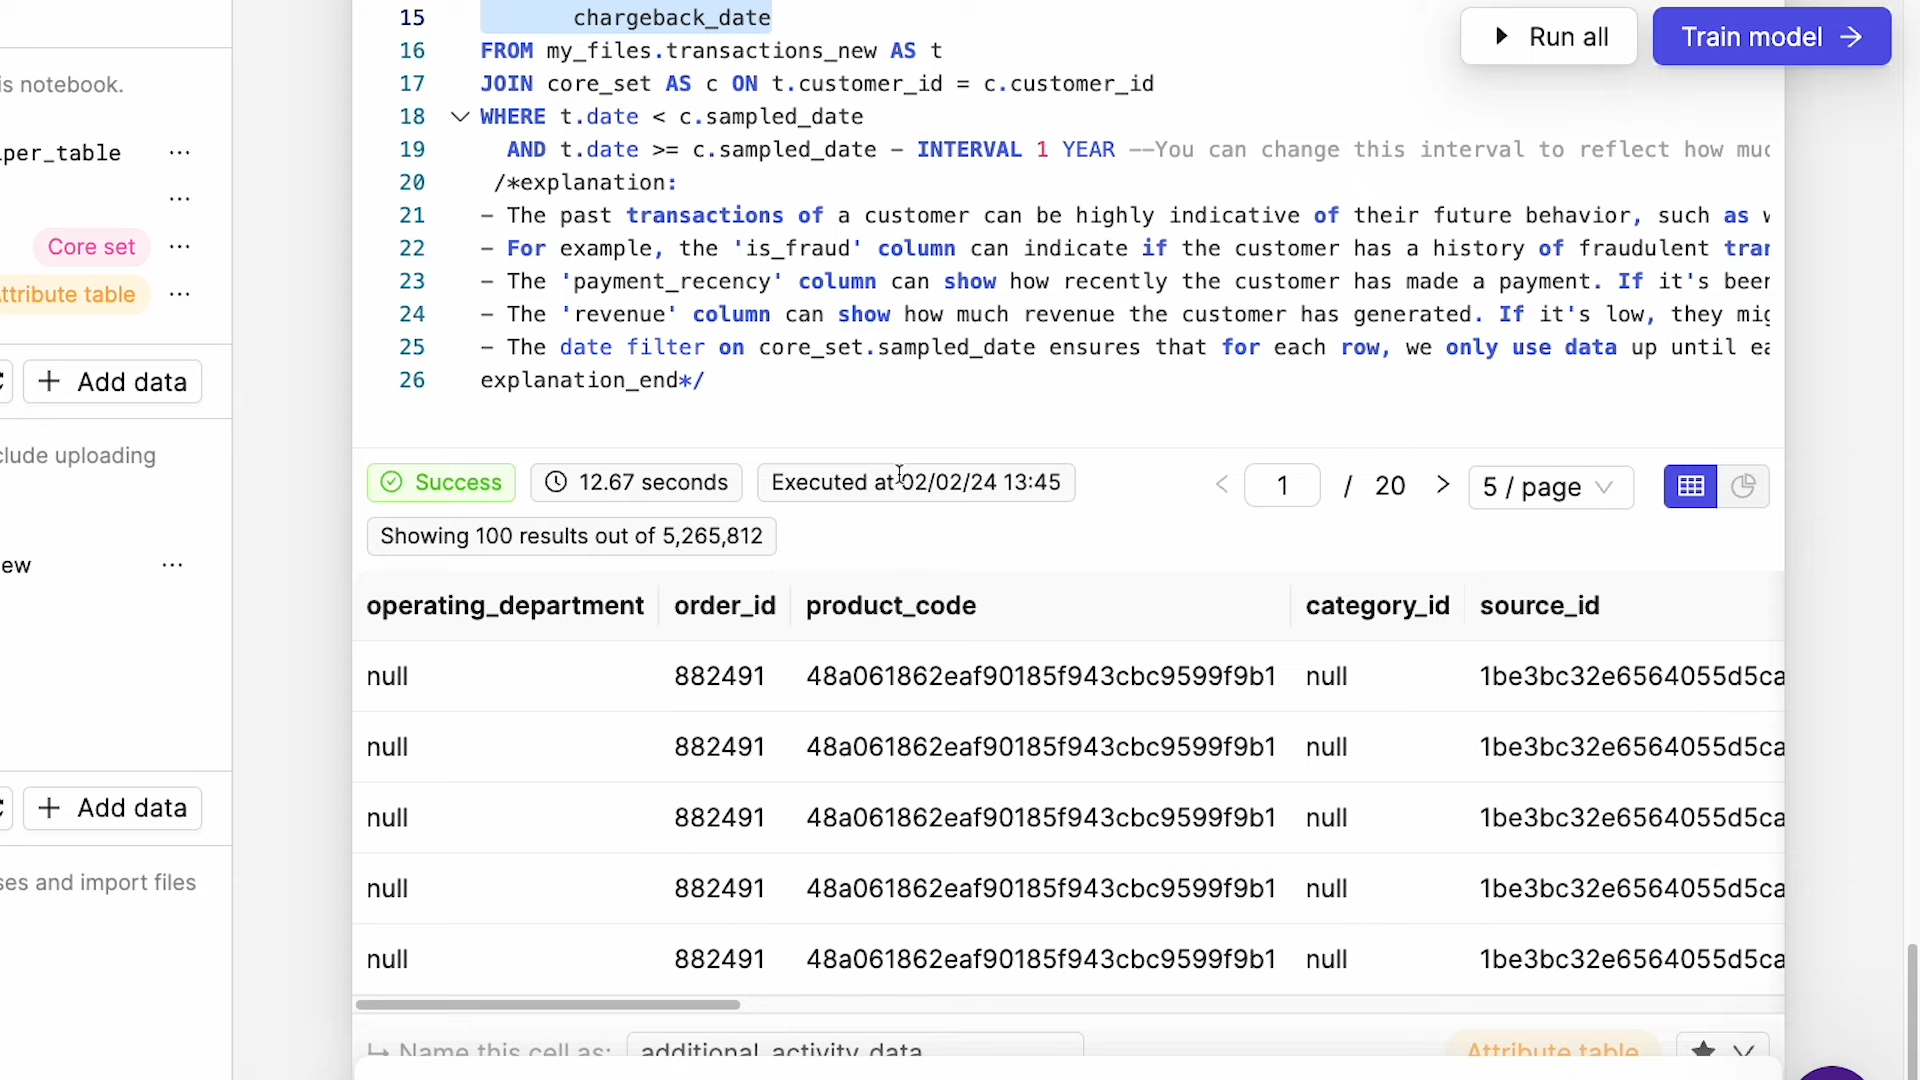 is notebook.
per_table
Core set
ttribute table
+ Add data
clude uploading
ew
+ Add data
ses and import files
Run all
Train model →
15 chargeback_date
16 FROM my_files.transactions_new AS t
17 JOIN core_set AS c ON t.customer_id = c.customer_id
18 WHERE t.date < c.sampled_date
19 AND t.date >= c.sampled_date - INTERVAL 1 YEAR --You can change this interval to reflect how muc
20 /*explanation:
21 - The past transactions of a customer can be highly indicative of their future behavior, such as w
22 - For example, the 'is_fraud' column can indicate if the customer has a history of fraudulent tran
23 - The 'payment_recency' column can show how recently the customer has made a payment. If it's been
24 - The 'revenue' column can show how much revenue the customer has generated. If it's low, they mig
25 - The date filter on core_set.sampled_date ensures that for each row, we only use data up until ea
26 explanation_end*/
Success 12.67 seconds Executed at 02/02/24 13:45 < 1 / 20 > 5 / page
Showing 100 results out of 5,265,812
operating_department order_id product_code category_id source_id
null 882491 48a061862eaf90185f943cbc9599f9b1 null 1be3bc32e6564055d5ca
null 882491 48a061862eaf90185f943cbc9599f9b1 null 1be3bc32e6564055d5ca
null 882491 48a061862eaf90185f943cbc9599f9b1 null 1be3bc32e6564055d5ca
null 882491 48a061862eaf90185f943cbc9599f9b1 null 1be3bc32e6564055d5ca
null 882491 48a061862eaf90185f943cbc9599f9b1 null 1be3bc32e6564055d5ca
Name this cell as: additional_activity_data Attribute table